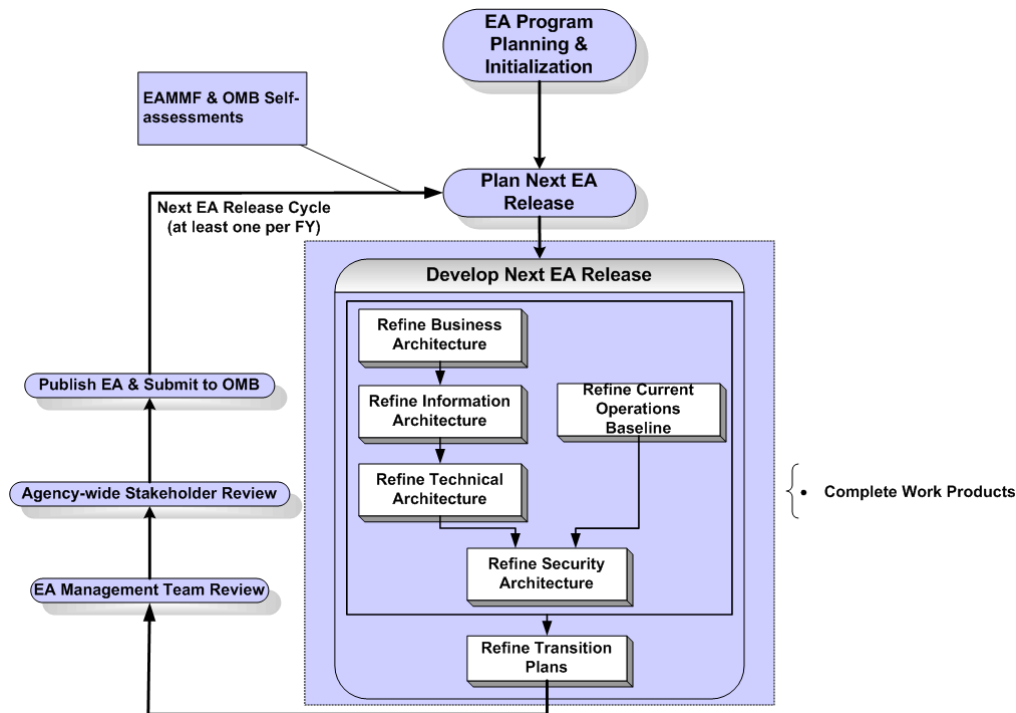 EA Program
Planning &
Initialization
EAMMF & OMB Self-
assessments
Plan Next EA
Release
Next EA Release Cycle
(at least one per FY)
Develop Next EA Release
Refine Business
Architecture
Publish EA & Submit to OMB
Refine Information
Architecture
Refine Current
Operations
Baseline
Refine Technical
Architecture
Agency-wide Stakeholder Review
• Complete Work Products
Refine Security
Architecture
EA Management Team Review
Refine Transition
Plans